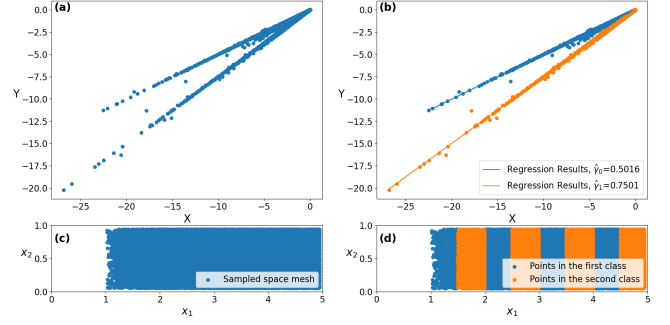 (a)
0.0
−2.5
−5.0
−7.5
−10.0
−12.5
−15.0
−17.5
−20.0
Y
−25 −20 −15 −10 −5 0
X
(b)
0.0
−2.5
−5.0
−7.5
−10.0
−12.5
−15.0
−17.5
−20.0
Y
Regression Results, γ̂₀=0.5016
Regression Results, γ̂₁=0.7501
−25 −20 −15 −10 −5 0
X
(c)
1.0
0.5
0.0
x₂
Sampled space mesh
0 1 2 3 4 5
x₁
(d)
1.0
0.5
0.0
x₂
Points in the first class
Points in the second class
0 1 2 3 4 5
x₁